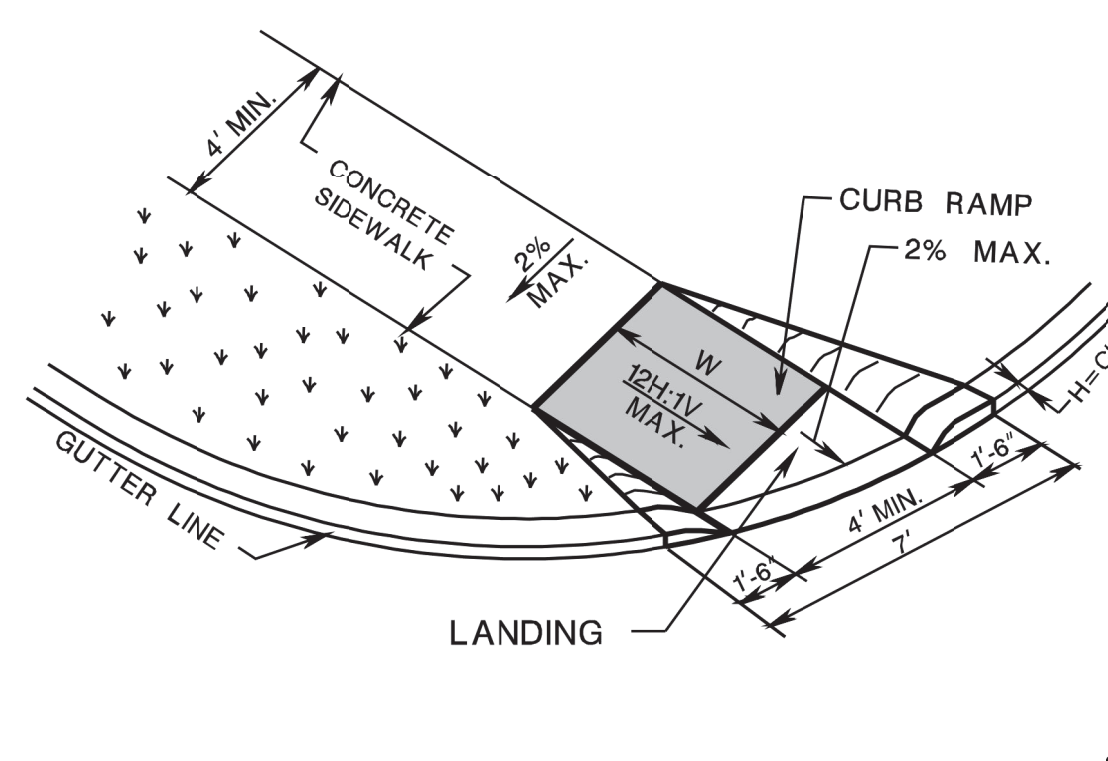 4' MIN.
CONCRETE
SIDEWALK
2%
MAX.
CURB RAMP
2% MAX.
W
12H:1V
MAX.
H=C
GUTTER LINE
1'-6"
4' MIN.
7'
1'-6"
LANDING